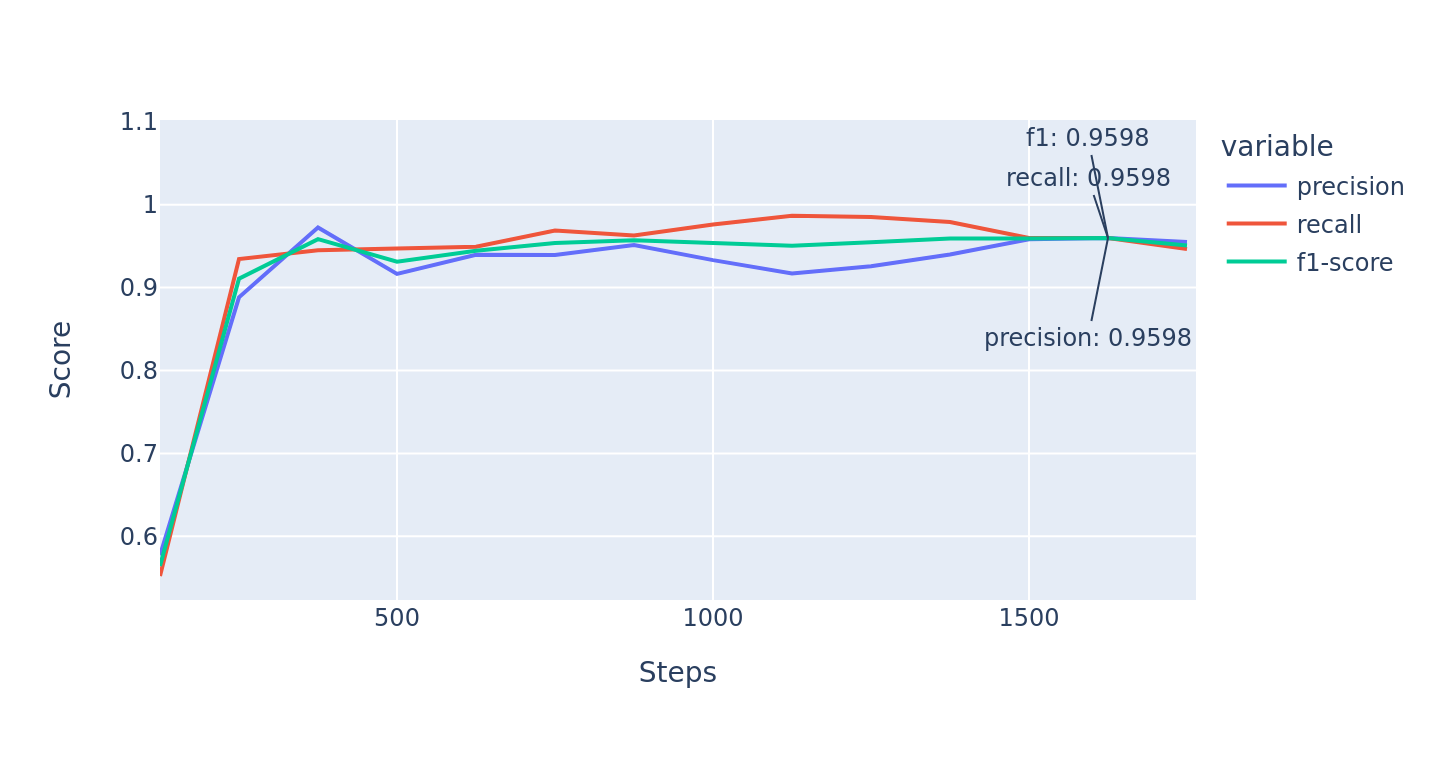 1.1
1
0.9
0.8
0.7
0.6
Score
500
1000
1500
Steps
f1: 0.9598
recall: 0.9598
precision: 0.9598
variable
precision
recall
f1-score